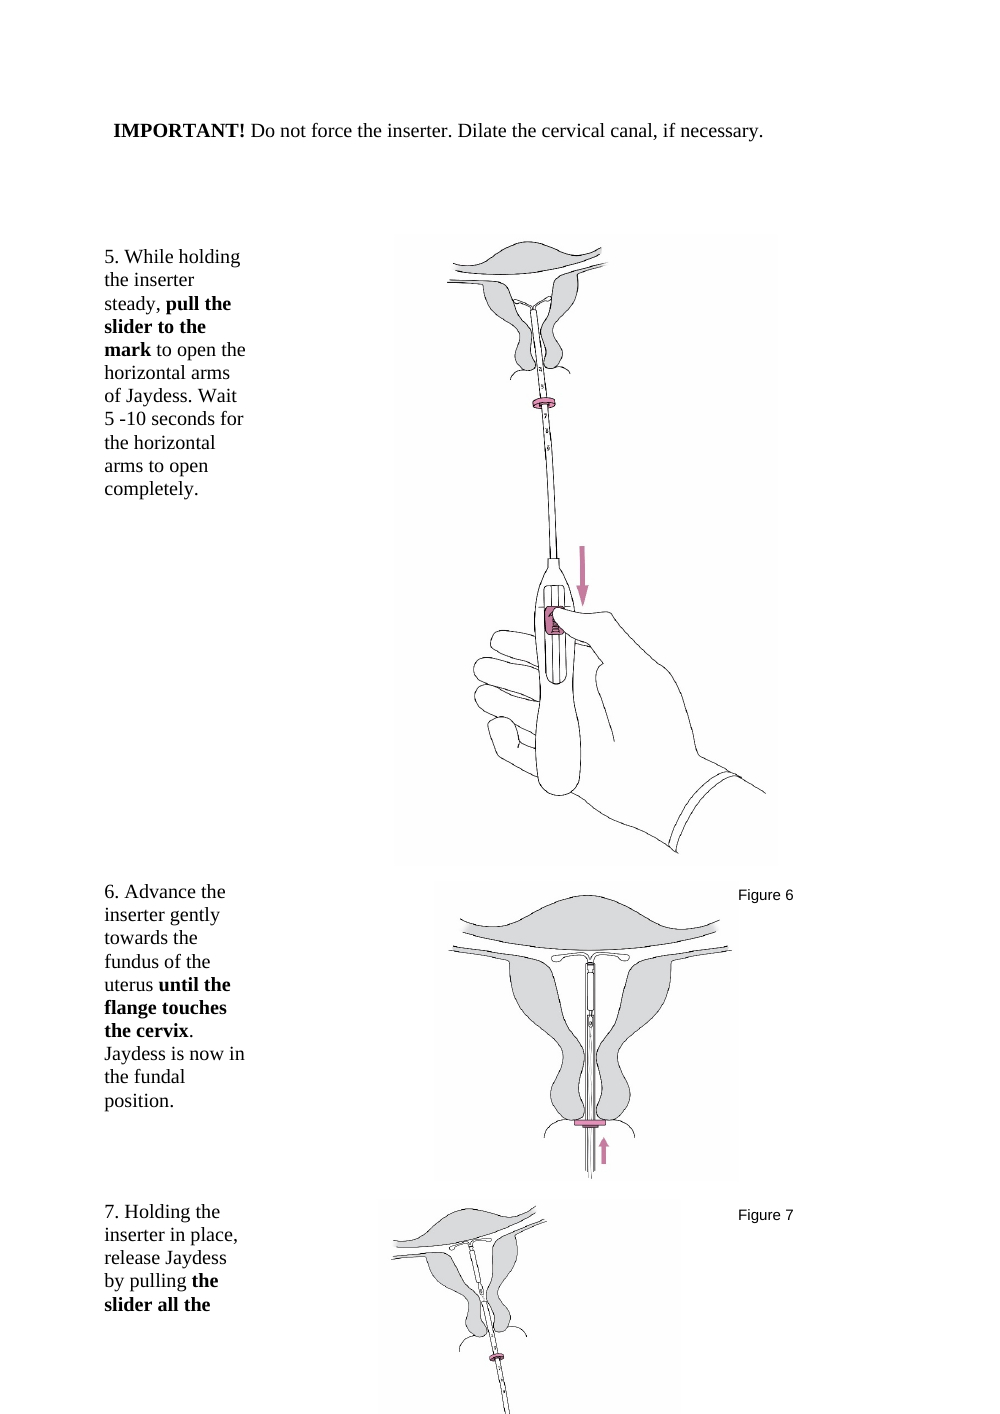 IMPORTANT! Do not force the inserter. Dilate the cervical canal, if necessary.
5. While holding
the inserter
steady, pull the
slider to the
mark to open the
horizontal arms
of Jaydess. Wait
5 -10 seconds for
the horizontal
arms to open
completely.
6. Advance the
inserter gently
towards the
fundus of the
uterus until the
flange touches
the cervix.
Jaydess is now in
the fundal
position.
Figure 6
7. Holding the
inserter in place,
release Jaydess
by pulling the
slider all the
Figure 7